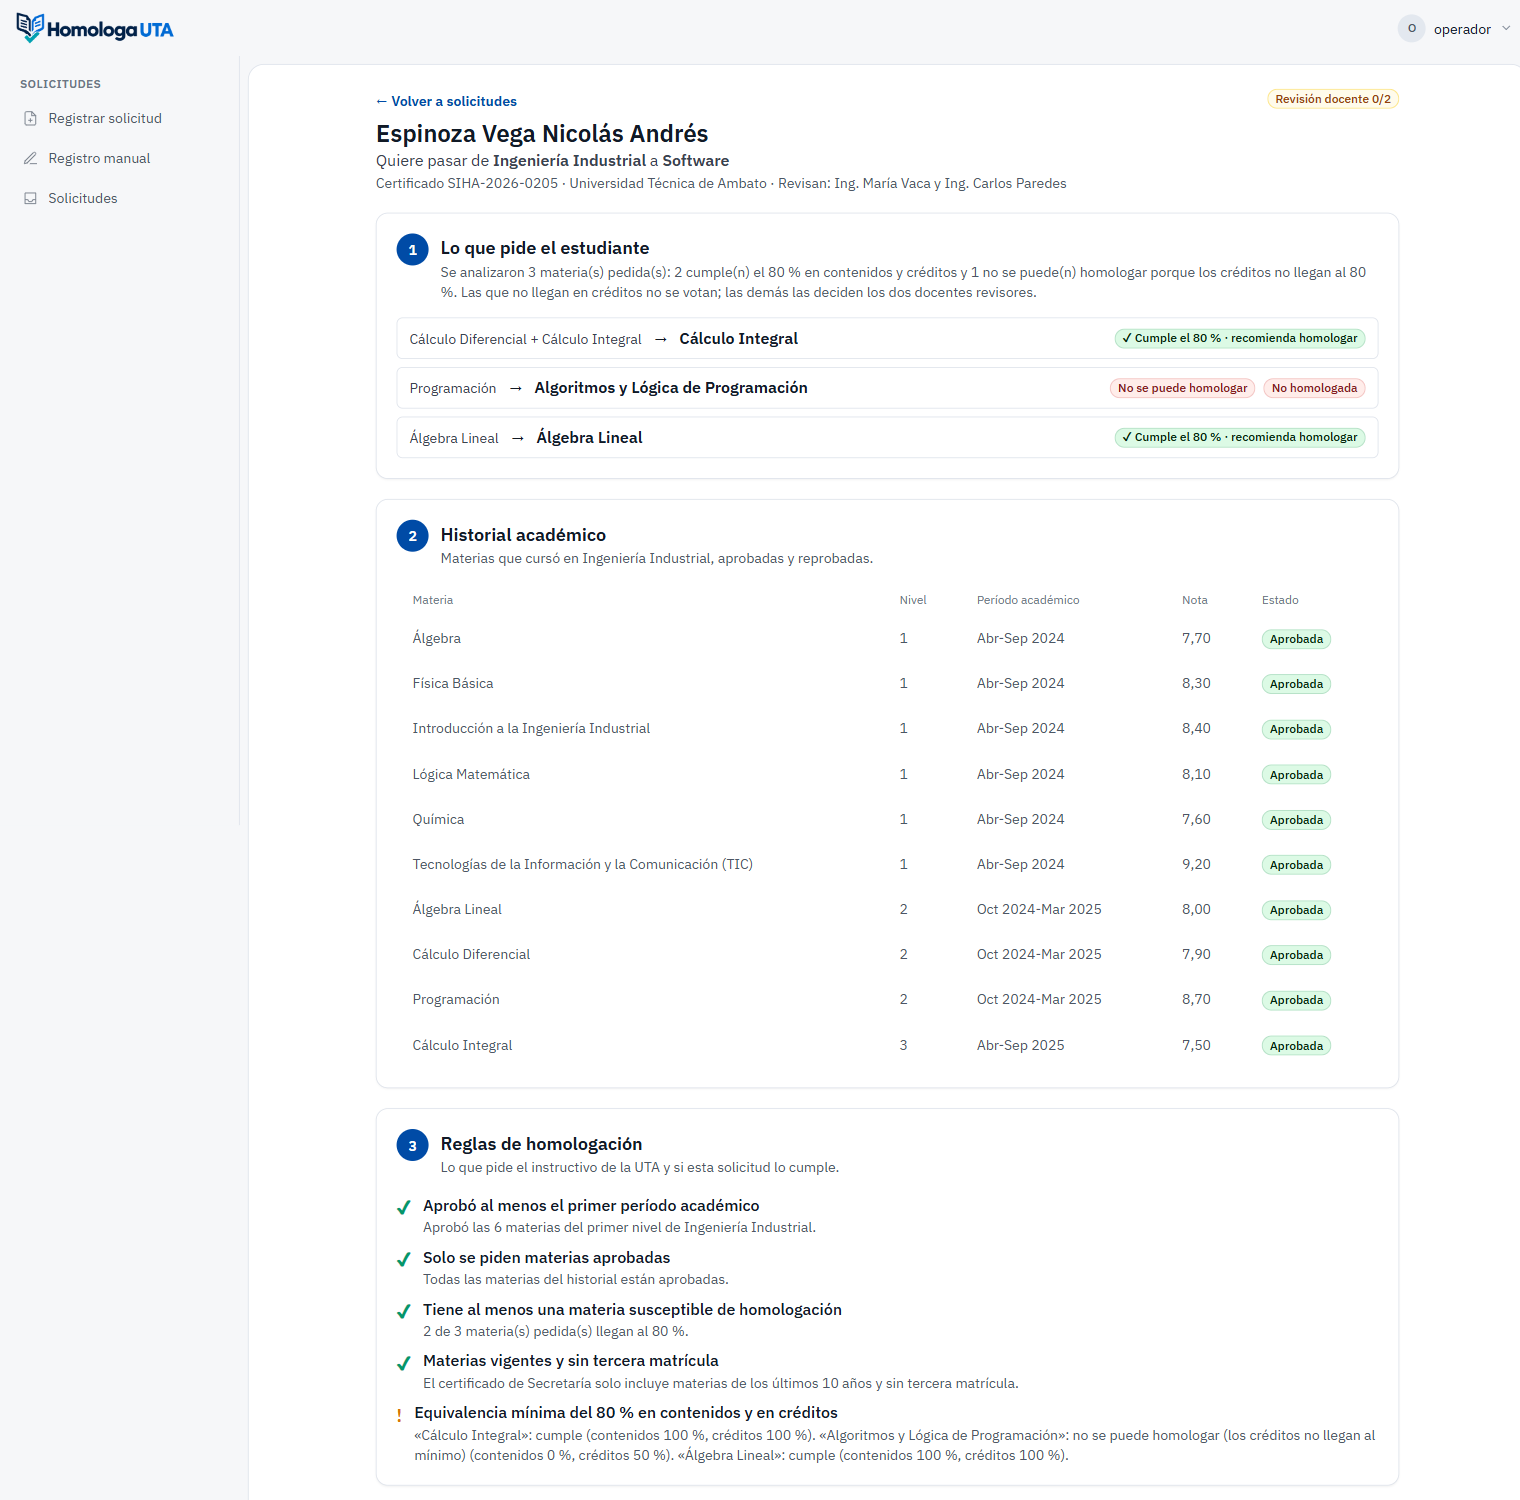 HomologaUTA
O operador
SOLICITUDES
Registrar solicitud
Registro manual
Solicitudes
← Volver a solicitudes
Revisión docente 0/2
Espinoza Vega Nicolás Andrés
Quiere pasar de Ingeniería Industrial a Software
Certificado SIHA-2026-0205 · Universidad Técnica de Ambato · Revisan: Ing. María Vaca y Ing. Carlos Paredes
1 Lo que pide el estudiante
Se analizaron 3 materia(s) pedida(s): 2 cumple(n) el 80 % en contenidos y créditos y 1 no se puede(n) homologar porque los créditos no llegan al 80
%. Las que no llegan en créditos no se votan; las demás las deciden los dos docentes revisores.
Cálculo Diferencial + Cálculo Integral → Cálculo Integral ✓ Cumple el 80 % · recomienda homologar
Programación → Algoritmos y Lógica de Programación No se puede homologar No homologada
Álgebra Lineal → Álgebra Lineal ✓ Cumple el 80 % · recomienda homologar
2 Historial académico
Materias que cursó en Ingeniería Industrial, aprobadas y reprobadas.
Materia Nivel Período académico Nota Estado
Álgebra 1 Abr-Sep 2024 7,70 Aprobada
Física Básica 1 Abr-Sep 2024 8,30 Aprobada
Introducción a la Ingeniería Industrial 1 Abr-Sep 2024 8,40 Aprobada
Lógica Matemática 1 Abr-Sep 2024 8,10 Aprobada
Química 1 Abr-Sep 2024 7,60 Aprobada
Tecnologías de la Información y la Comunicación (TIC) 1 Abr-Sep 2024 9,20 Aprobada
Álgebra Lineal 2 Oct 2024-Mar 2025 8,00 Aprobada
Cálculo Diferencial 2 Oct 2024-Mar 2025 7,90 Aprobada
Programación 2 Oct 2024-Mar 2025 8,70 Aprobada
Cálculo Integral 3 Abr-Sep 2025 7,50 Aprobada
3 Reglas de homologación
Lo que pide el instructivo de la UTA y si esta solicitud lo cumple.
✓ Aprobó al menos el primer período académico
Aprobó las 6 materias del primer nivel de Ingeniería Industrial.
✓ Solo se piden materias aprobadas
Todas las materias del historial están aprobadas.
✓ Tiene al menos una materia susceptible de homologación
2 de 3 materia(s) pedida(s) llegan al 80 %.
✓ Materias vigentes y sin tercera matrícula
El certificado de Secretaría solo incluye materias de los últimos 10 años y sin tercera matrícula.
! Equivalencia mínima del 80 % en contenidos y en créditos
«Cálculo Integral»: cumple (contenidos 100 %, créditos 100 %). «Algoritmos y Lógica de Programación»: no se puede homologar (los créditos no llegan al
mínimo) (contenidos 0 %, créditos 50 %). «Álgebra Lineal»: cumple (contenidos 100 %, créditos 100 %).